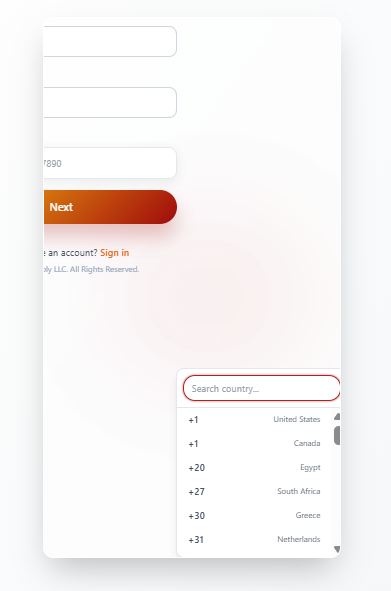 7890
Next
e an account? Sign in
ply LLC. All Rights Reserved.
Search country...
+1 United States
+1 Canada
+20 Egypt
+27 South Africa
+30 Greece
+31 Netherlands